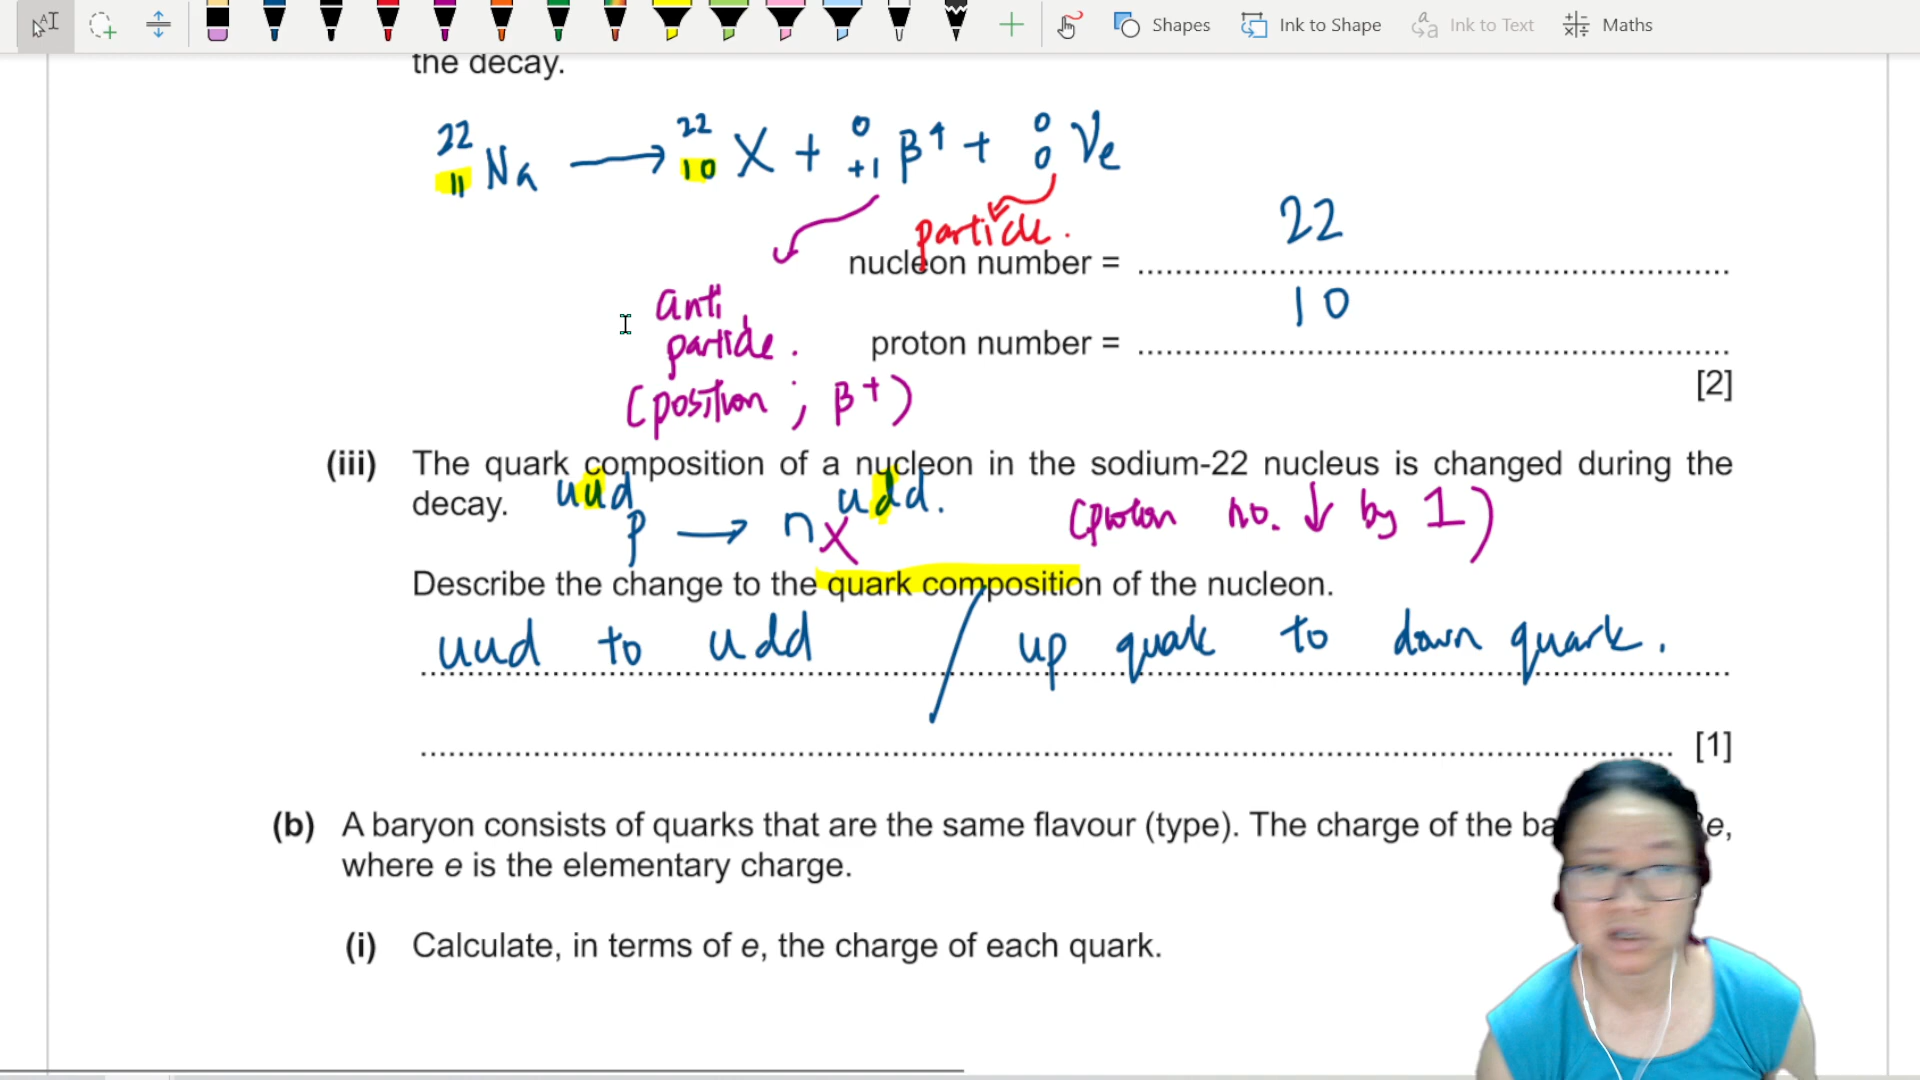 Shapes Ink to Shape Ink to Text Maths
the decay.
22 11 Na → 22 10 X + 0 +1 β+ + 0 0 Ve
particle.
nucleon number = 22
anti
particle.
proton number = 10
[2]
(positron ; β+)
(iii) The quark composition of a nucleon in the sodium-22 nucleus is changed during the
decay.
uud udd.
p → n X (proton no. ↓ by 1)
Describe the change to the quark composition of the nucleon.
uud to udd / up quark to down quark.
[1]
(b) A baryon consists of quarks that are the same flavour (type). The charge of the e,
where e is the elementary charge.
(i) Calculate, in terms of e, the charge of each quark.